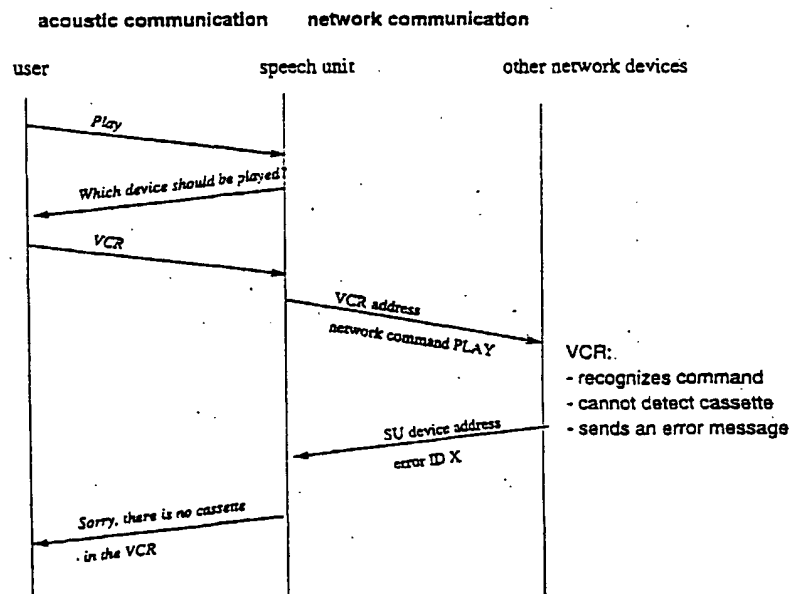 acoustic communication network communication
user speech unit other network devices
Play
Which device should be played?
VCR
VCR address
network command PLAY
VCR:
- recognizes command
- cannot detect cassette
- sends an error message
SU device address
error ID X
Sorry, there is no cassette
in the VCR